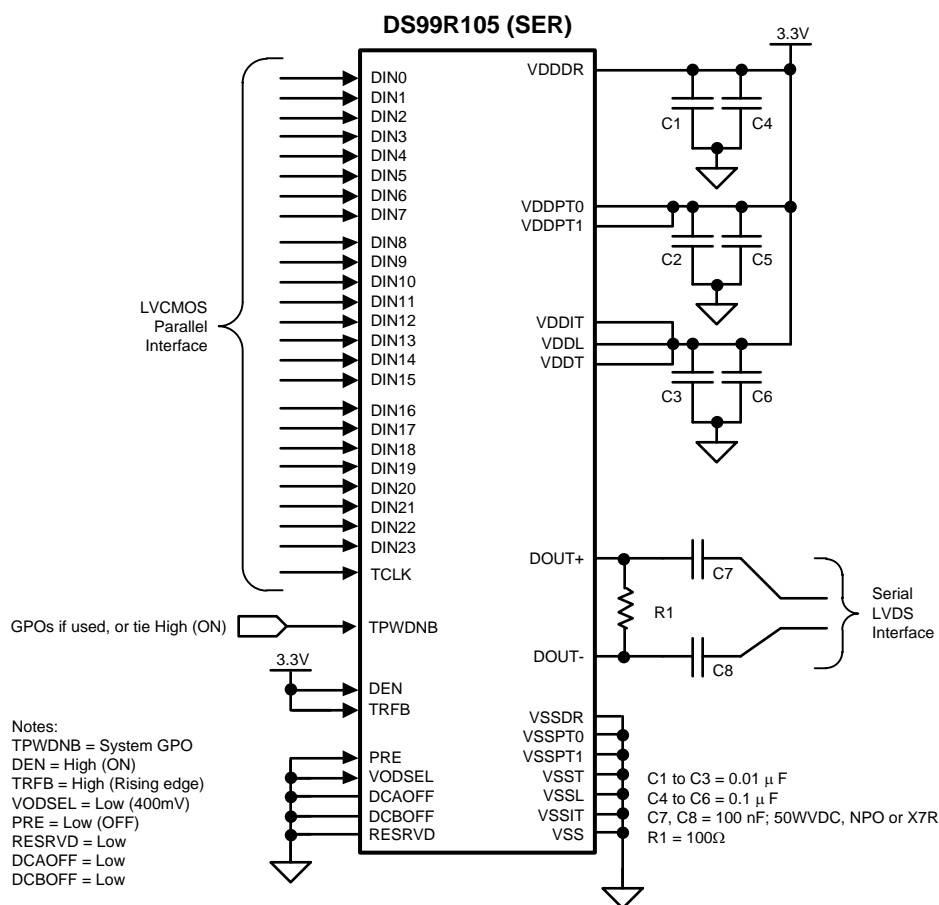 DS99R105 (SER)
3.3V
DIN0
DIN1
DIN2
DIN3
DIN4
DIN5
DIN6
DIN7
DIN8
DIN9
DIN10
DIN11
DIN12
DIN13
DIN14
DIN15
DIN16
DIN17
DIN18
DIN19
DIN20
DIN21
DIN22
DIN23
TCLK
LVCMOS
Parallel
Interface
GPOs if used, or tie High (ON)
TPWDNB
3.3V
DEN
TRFB
PRE
VODSEL
DCAOFF
DCBOFF
RESRVD
Notes:
TPWDNB = System GPO
DEN = High (ON)
TRFB = High (Rising edge)
VODSEL = Low (400mV)
PRE = Low (OFF)
RESRVD = Low
DCAOFF = Low
DCBOFF = Low
VDDDR
C1
C4
VDDPT0
VDDPT1
C2
C5
VDDIT
VDDL
VDDT
C3
C6
DOUT+
C7
R1
DOUT-
C8
Serial
LVDS
Interface
VSSDR
VSSPT0
VSSPT1
VSST
VSSL
VSSIT
VSS
C1 to C3 = 0.01 μ F
C4 to C6 = 0.1 μ F
C7, C8 = 100 nF; 50WVDC, NPO or X7R
R1 = 100Ω